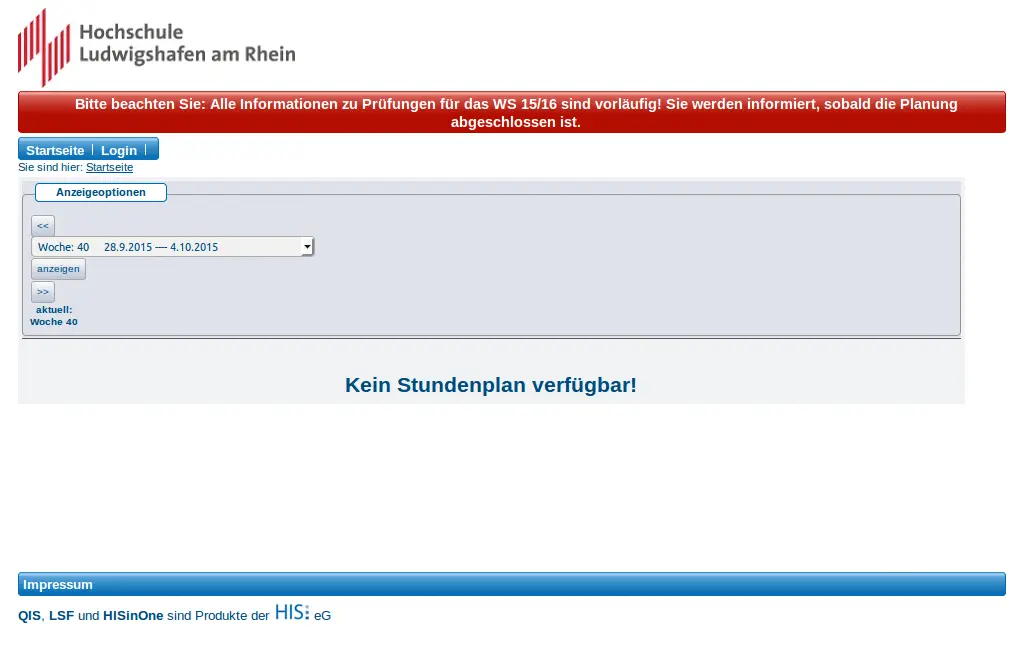 Hochschule
Ludwigshafen am Rhein
Bitte beachten Sie: Alle Informationen zu Prüfungen für das WS 15/16 sind vorläufig! Sie werden informiert, sobald die Planung
abgeschlossen ist.
Startseite | Login |
Sie sind hier: Startseite
Anzeigeoptionen
<<
Woche: 40 28.9.2015 ---- 4.10.2015
anzeigen
>>
aktuell:
Woche 40
Kein Stundenplan verfügbar!
Impressum
QIS, LSF und HISinOne sind Produkte der HIS: eG